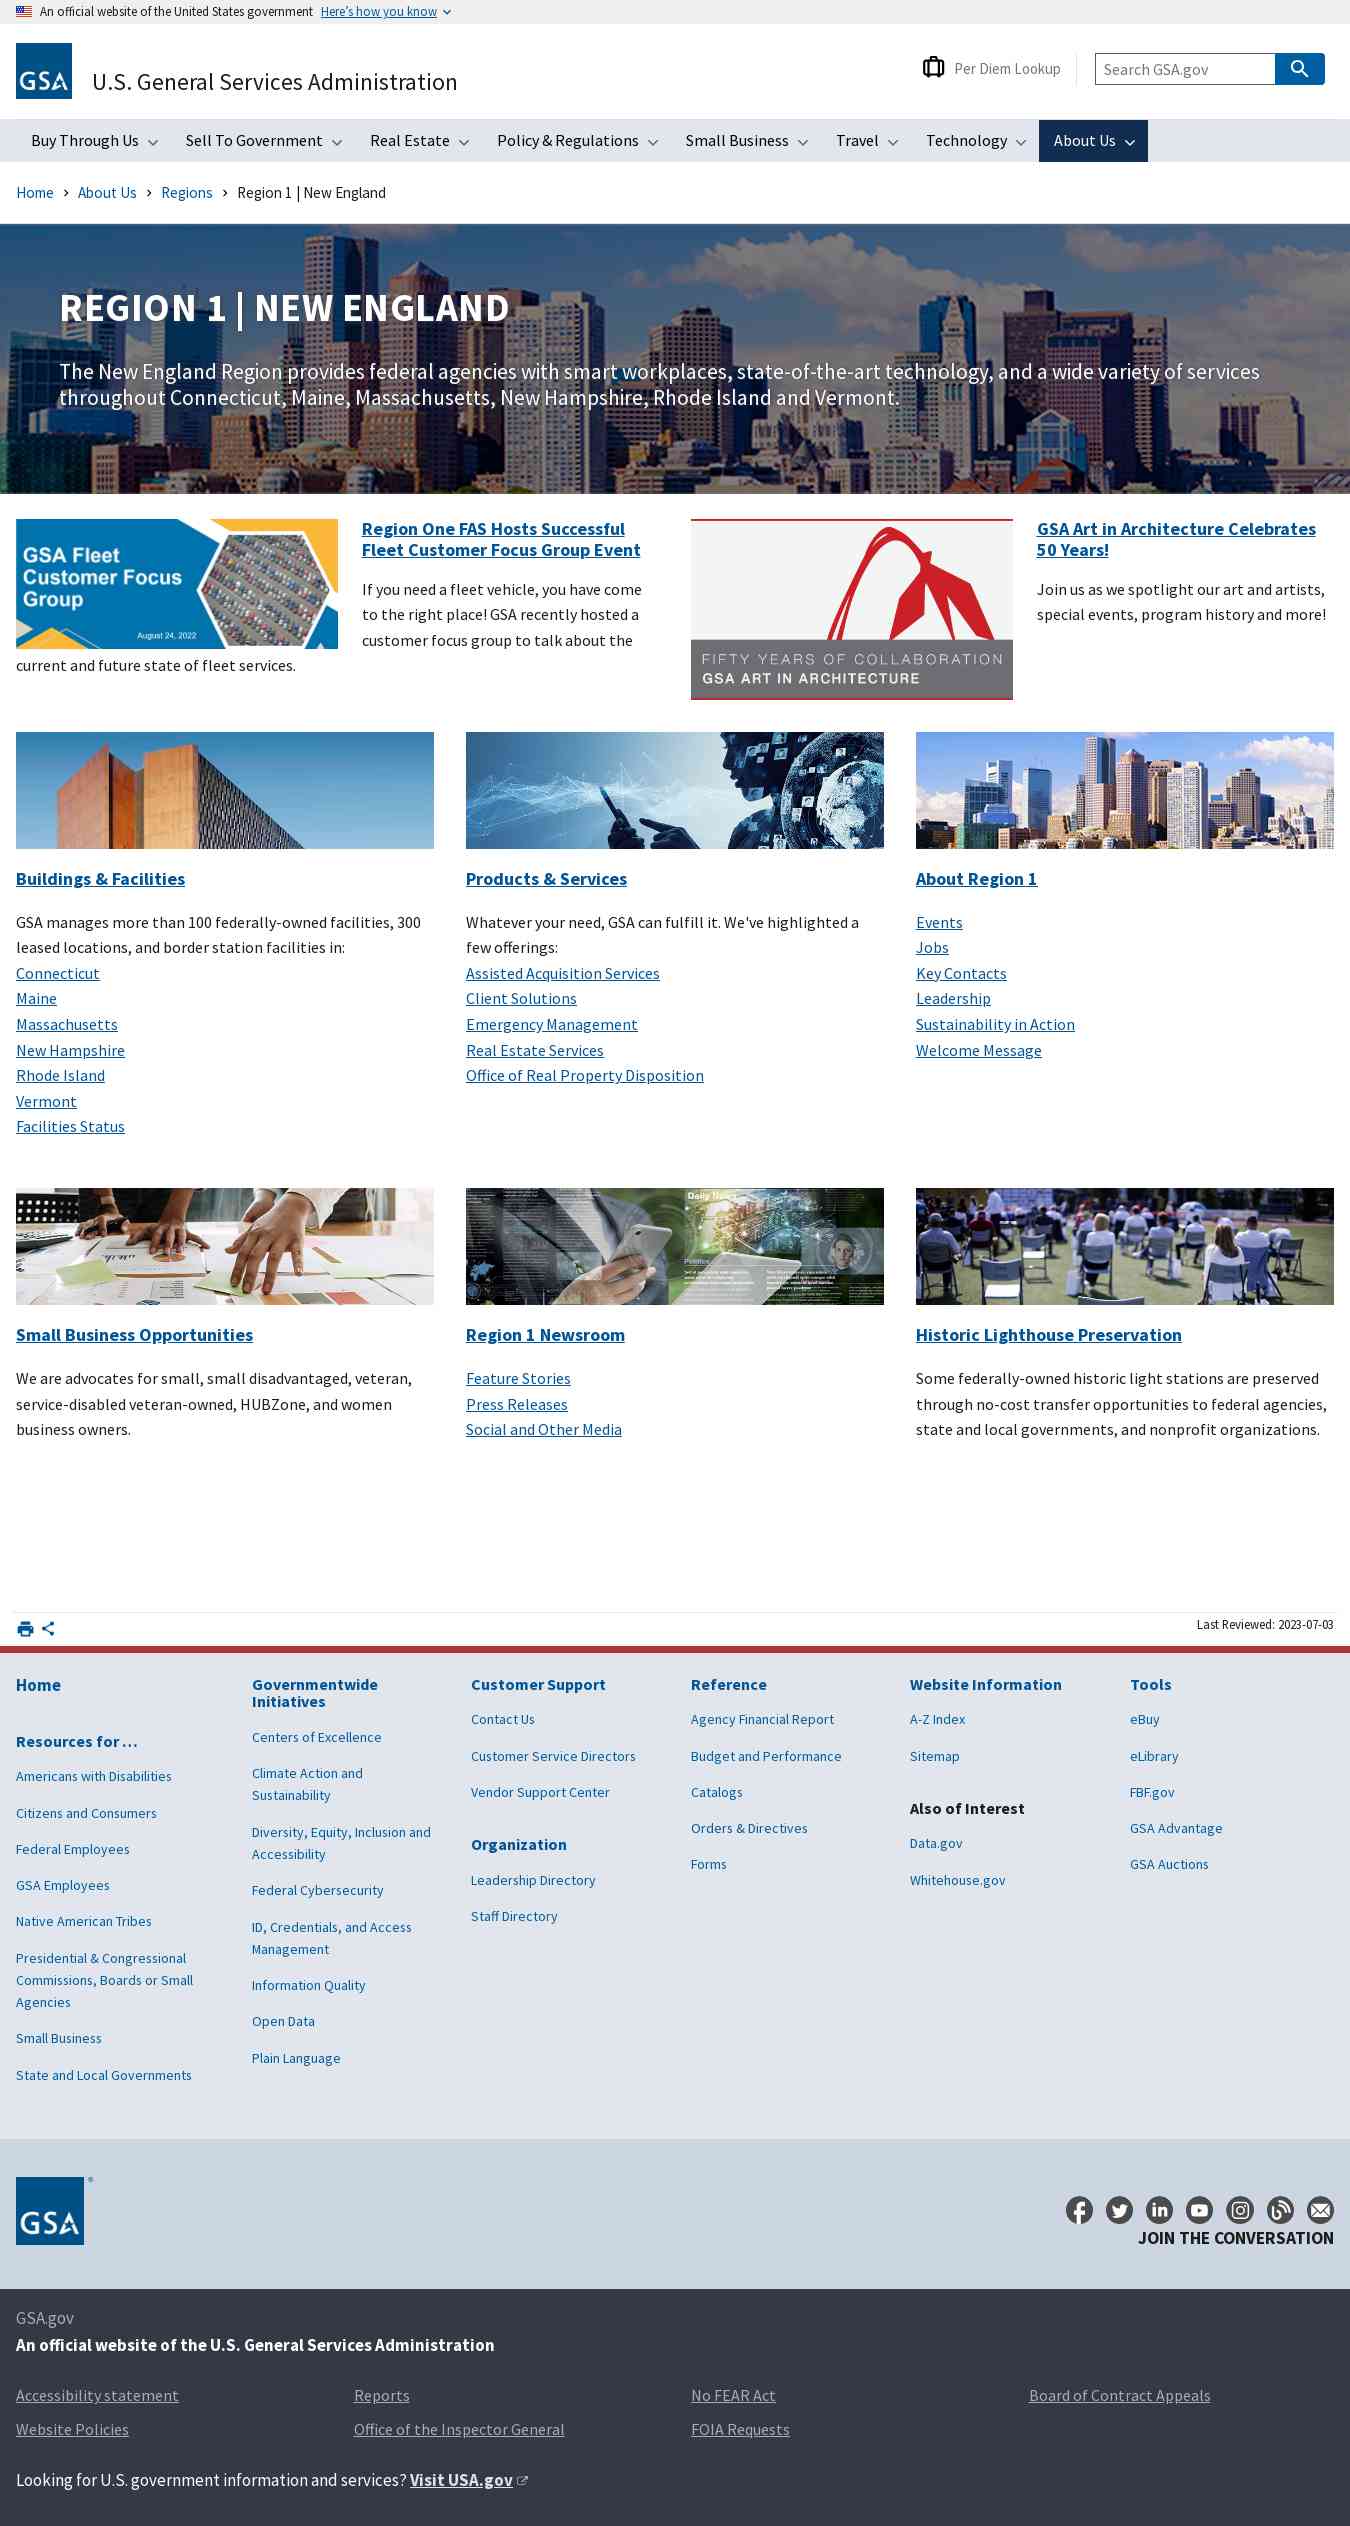 An official website of the United States government Here's how you know
GSA
U.S. General Services Administration
Per Diem Lookup
Search GSA.gov
Buy Through Us Sell To Government Real Estate Policy & Regulations Small Business Travel Technology About Us
Home › About Us › Regions › Region 1 | New England
REGION 1 | NEW ENGLAND
The New England Region provides federal agencies with smart workplaces, state-of-the-art technology, and a wide variety of services
throughout Connecticut, Maine, Massachusetts, New Hampshire, Rhode Island and Vermont.
GSA Fleet
Customer Focus
Group
August 24, 2022
Region One FAS Hosts Successful
Fleet Customer Focus Group Event
If you need a fleet vehicle, you have come
to the right place! GSA recently hosted a
customer focus group to talk about the
current and future state of fleet services.
FIFTY YEARS OF COLLABORATION
GSA ART IN ARCHITECTURE
GSA Art in Architecture Celebrates
50 Years!
Join us as we spotlight our art and artists,
special events, program history and more!
Buildings & Facilities
GSA manages more than 100 federally-owned facilities, 300
leased locations, and border station facilities in:
Connecticut
Maine
Massachusetts
New Hampshire
Rhode Island
Vermont
Facilities Status
Products & Services
Whatever your need, GSA can fulfill it. We've highlighted a
few offerings:
Assisted Acquisition Services
Client Solutions
Emergency Management
Real Estate Services
Office of Real Property Disposition
About Region 1
Events
Jobs
Key Contacts
Leadership
Sustainability in Action
Welcome Message
Small Business Opportunities
We are advocates for small, small disadvantaged, veteran,
service-disabled veteran-owned, HUBZone, and women
business owners.
Daily News
Politics
Region 1 Newsroom
Feature Stories
Press Releases
Social and Other Media
Historic Lighthouse Preservation
Some federally-owned historic light stations are preserved
through no-cost transfer opportunities to federal agencies,
state and local governments, and nonprofit organizations.
Last Reviewed: 2023-07-03
Home
Resources for …
Americans with Disabilities
Citizens and Consumers
Federal Employees
GSA Employees
Native American Tribes
Presidential & Congressional
Commissions, Boards or Small
Agencies
Small Business
State and Local Governments
Governmentwide
Initiatives
Centers of Excellence
Climate Action and
Sustainability
Diversity, Equity, Inclusion and
Accessibility
Federal Cybersecurity
ID, Credentials, and Access
Management
Information Quality
Open Data
Plain Language
Customer Support
Contact Us
Customer Service Directors
Vendor Support Center
Organization
Leadership Directory
Staff Directory
Reference
Agency Financial Report
Budget and Performance
Catalogs
Orders & Directives
Forms
Website Information
A-Z Index
Sitemap
Also of Interest
Data.gov
Whitehouse.gov
Tools
eBuy
eLibrary
FBF.gov
GSA Advantage
GSA Auctions
GSA ®
JOIN THE CONVERSATION
GSA.gov
An official website of the U.S. General Services Administration
Accessibility statement Reports No FEAR Act Board of Contract Appeals
Website Policies Office of the Inspector General FOIA Requests
Looking for U.S. government information and services? Visit USA.gov